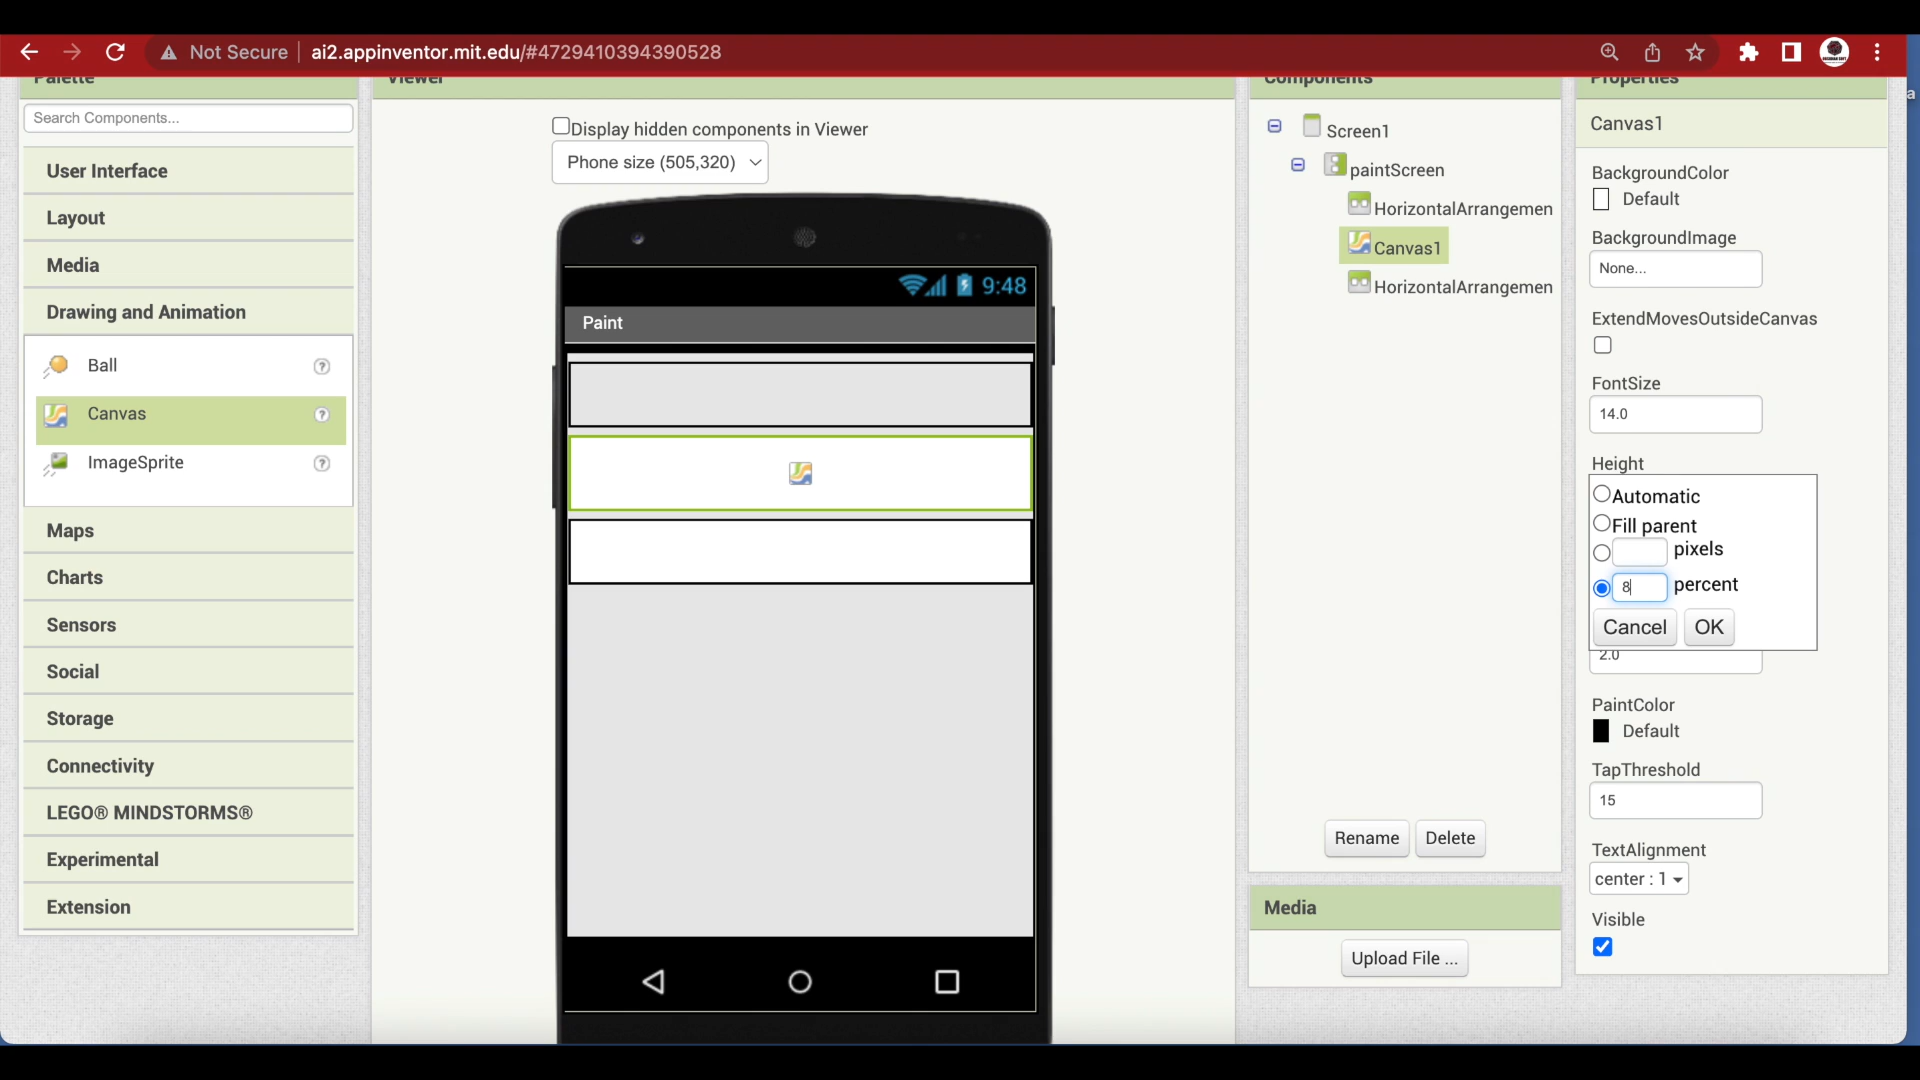 Not Secure
ai2.appinventor.mit.edu/#4729410394390528
Palette
Viewer
Components
Properties
Search Components...
User Interface
Layout
Media
Drawing and Animation
Ball
?
Canvas
?
ImageSprite
?
Maps
Charts
Sensors
Social
Storage
Connectivity
LEGO® MINDSTORMS®
Experimental
Extension
Display hidden components in Viewer
Phone size (505,320)
9:48
Paint
Screen1
paintScreen
HorizontalArrangemen
Canvas1
HorizontalArrangemen
Rename
Delete
Media
Upload File ...
Canvas1
BackgroundColor
Default
BackgroundImage
None...
ExtendMovesOutsideCanvas
FontSize
14.0
Height
Automatic
Fill parent
pixels
8 percent
Cancel
OK
2.0
PaintColor
Default
TapThreshold
15
TextAlignment
center : 1
Visible
a